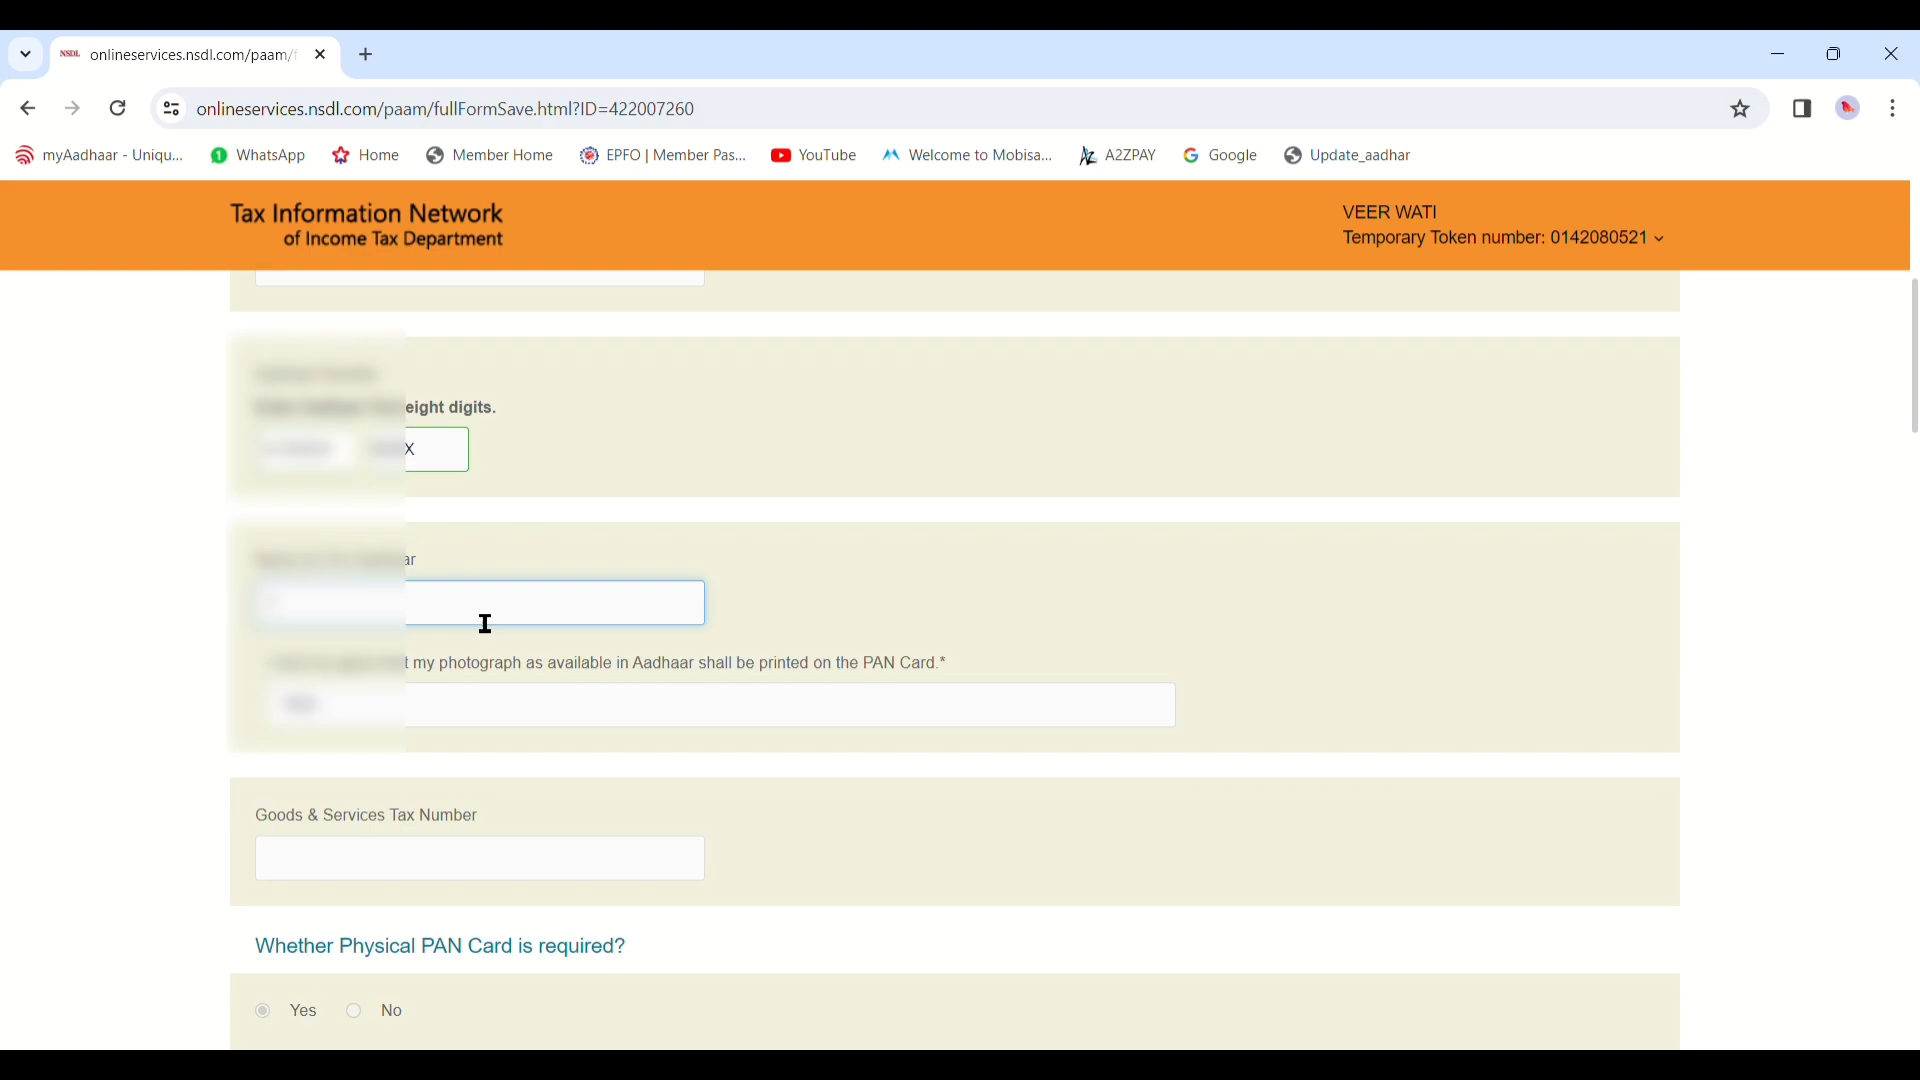 NSDL onlineservices.nsdl.com/paam/f
onlineservices.nsdl.com/paam/fullFormSave.html?ID=422007260
myAadhaar - Uniqu... WhatsApp Home Member Home EPFO | Member Pas... YouTube Welcome to Mobisa... A2ZPAY Google Update_aadhar
Tax Information Network
of Income Tax Department
VEER WATI
Temporary Token number: 0142080521
eight digits.
X
ar
t my photograph as available in Aadhaar shall be printed on the PAN Card.*
Goods & Services Tax Number
Whether Physical PAN Card is required?
Yes No